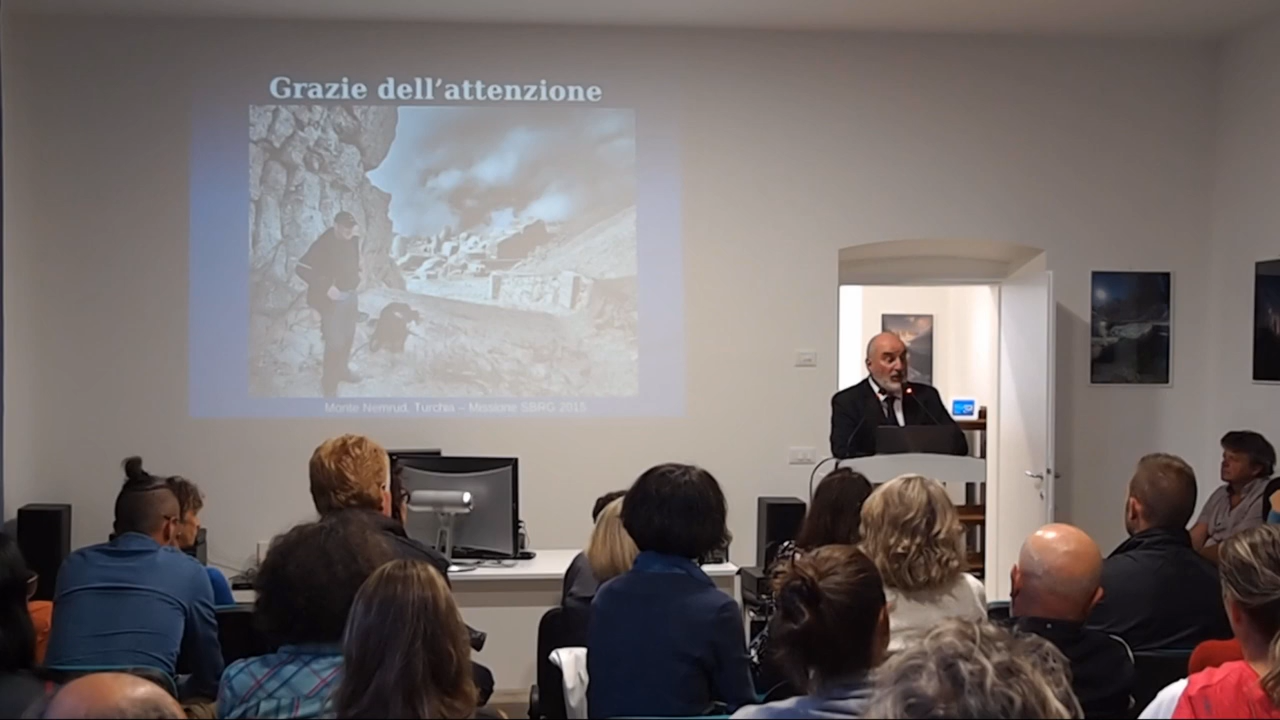 Grazie dell'attenzione
Monte Nemrud, Turchia – Missione SBRG 2015